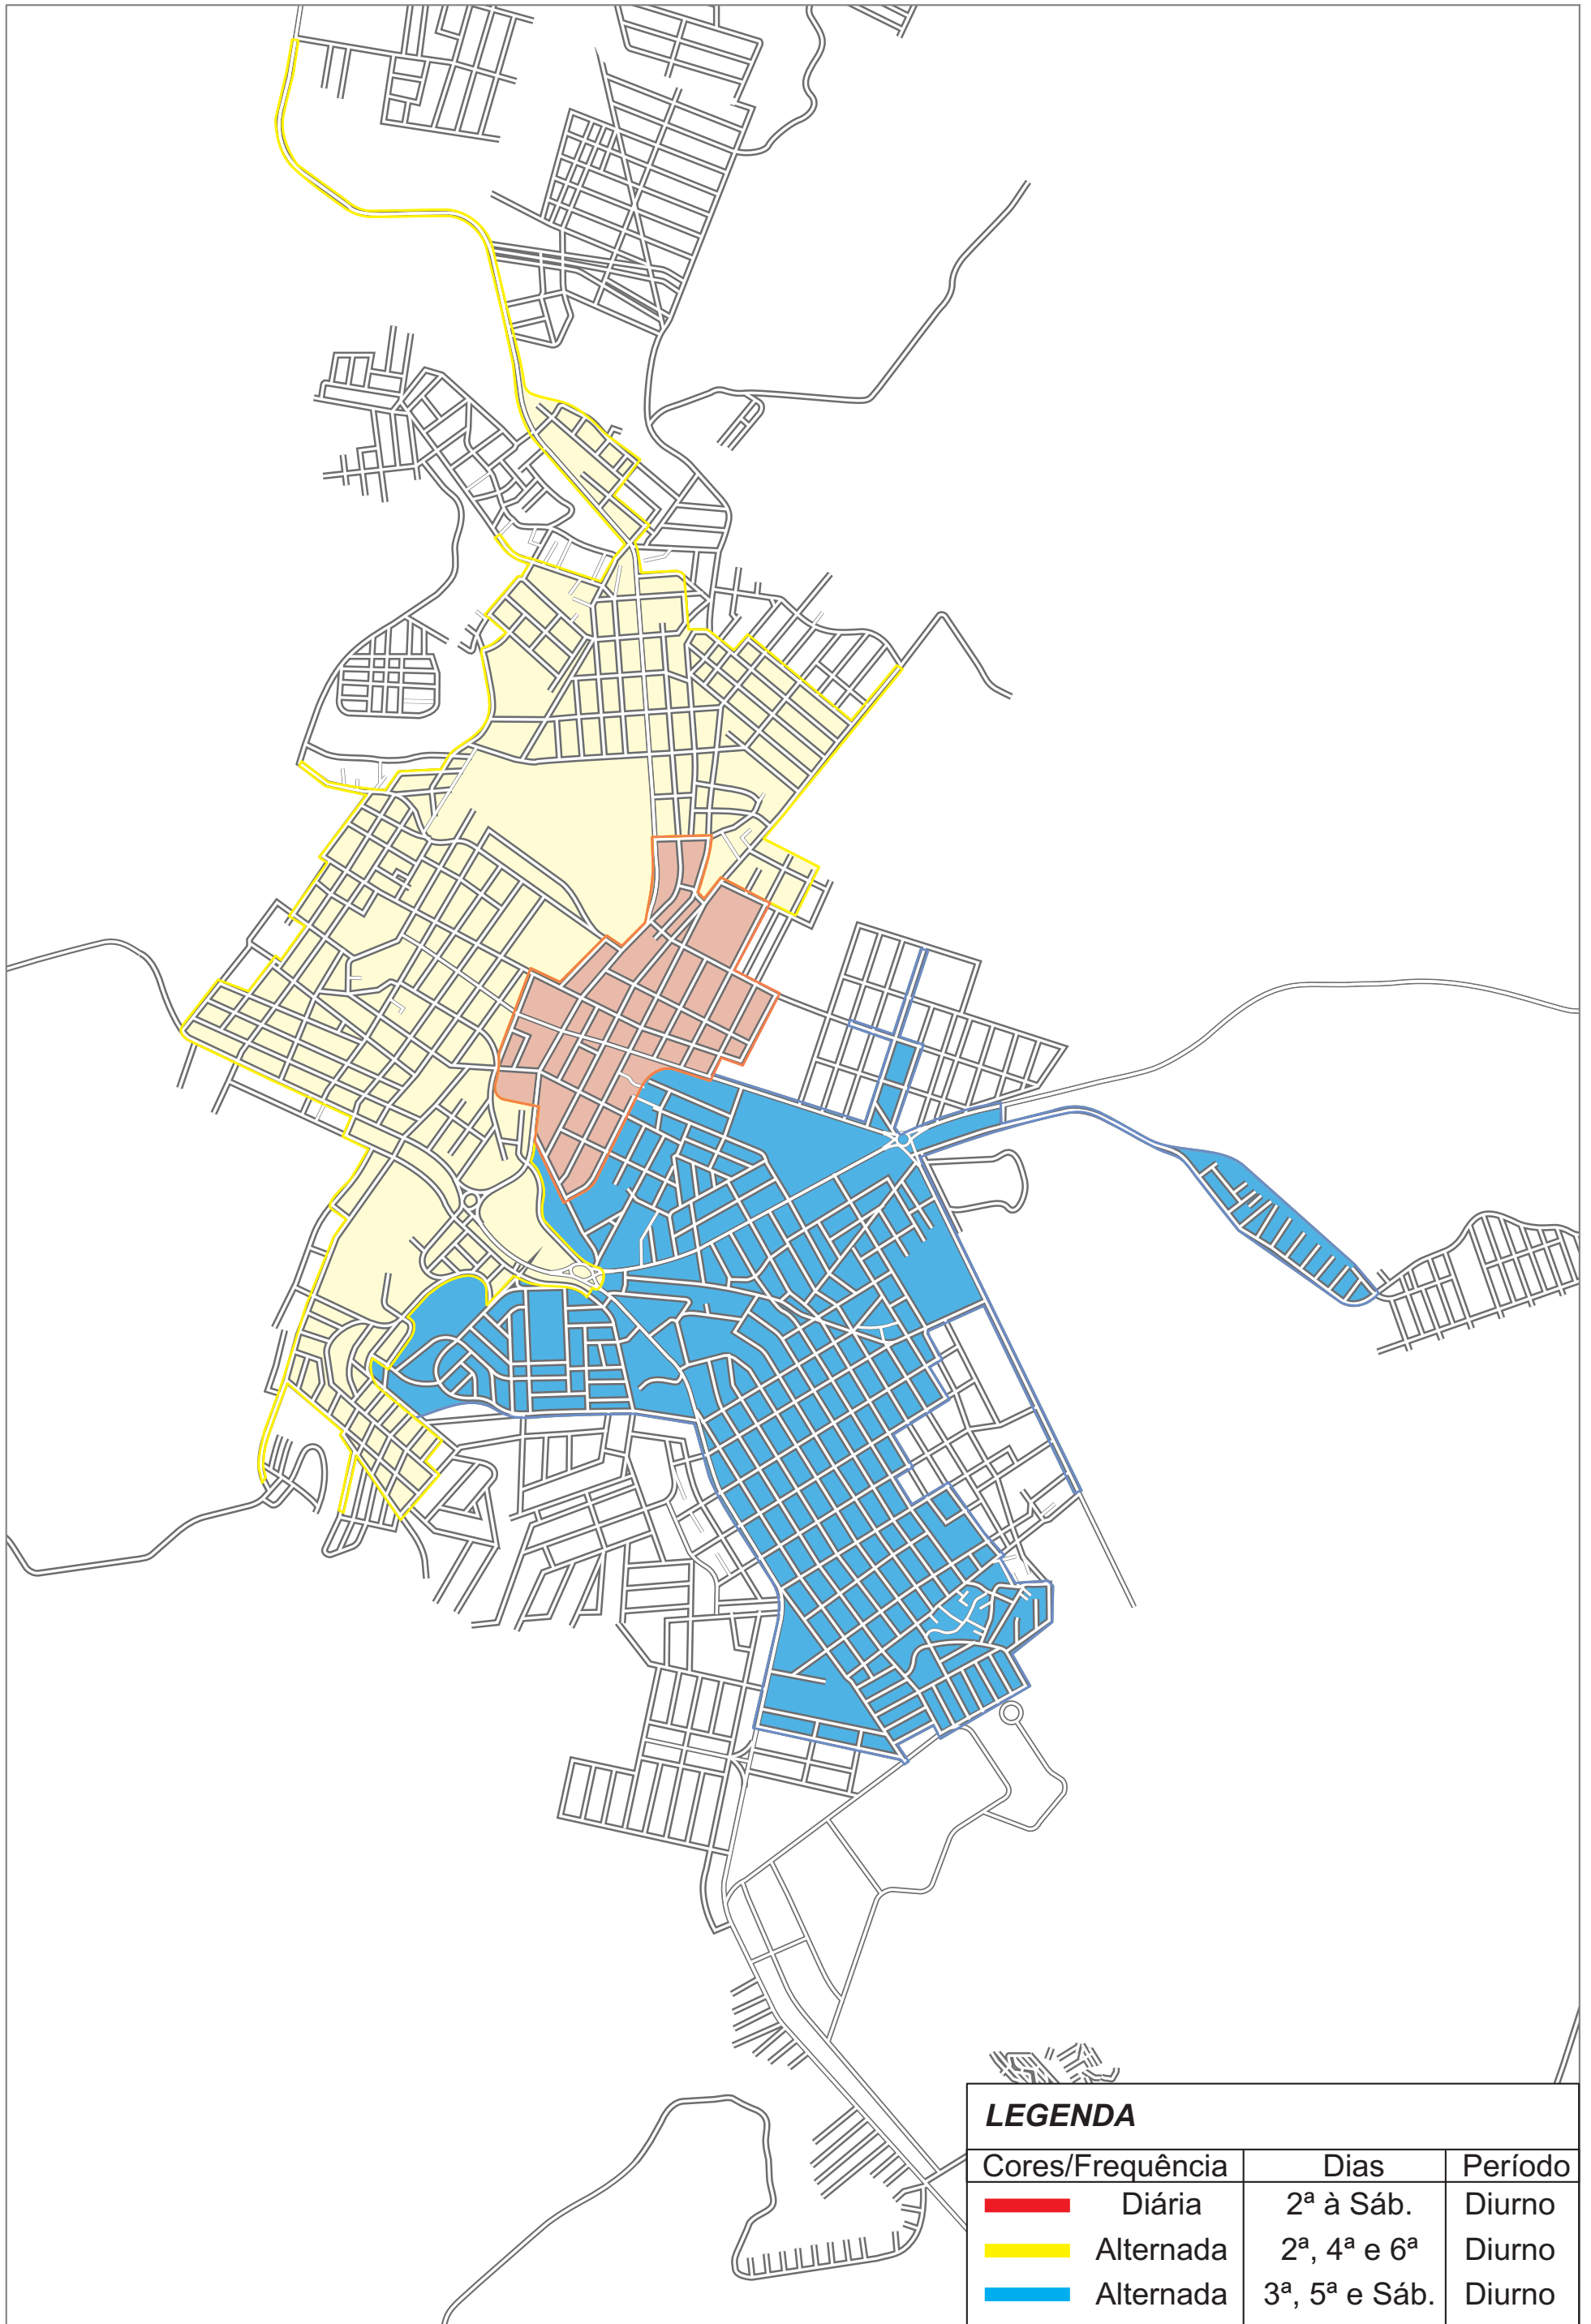 LEGENDA
Cores/Frequência Dias Período
Diária 2ª à Sáb. Diurno
Alternada 2ª, 4ª e 6ª Diurno
Alternada 3ª, 5ª e Sáb. Diurno